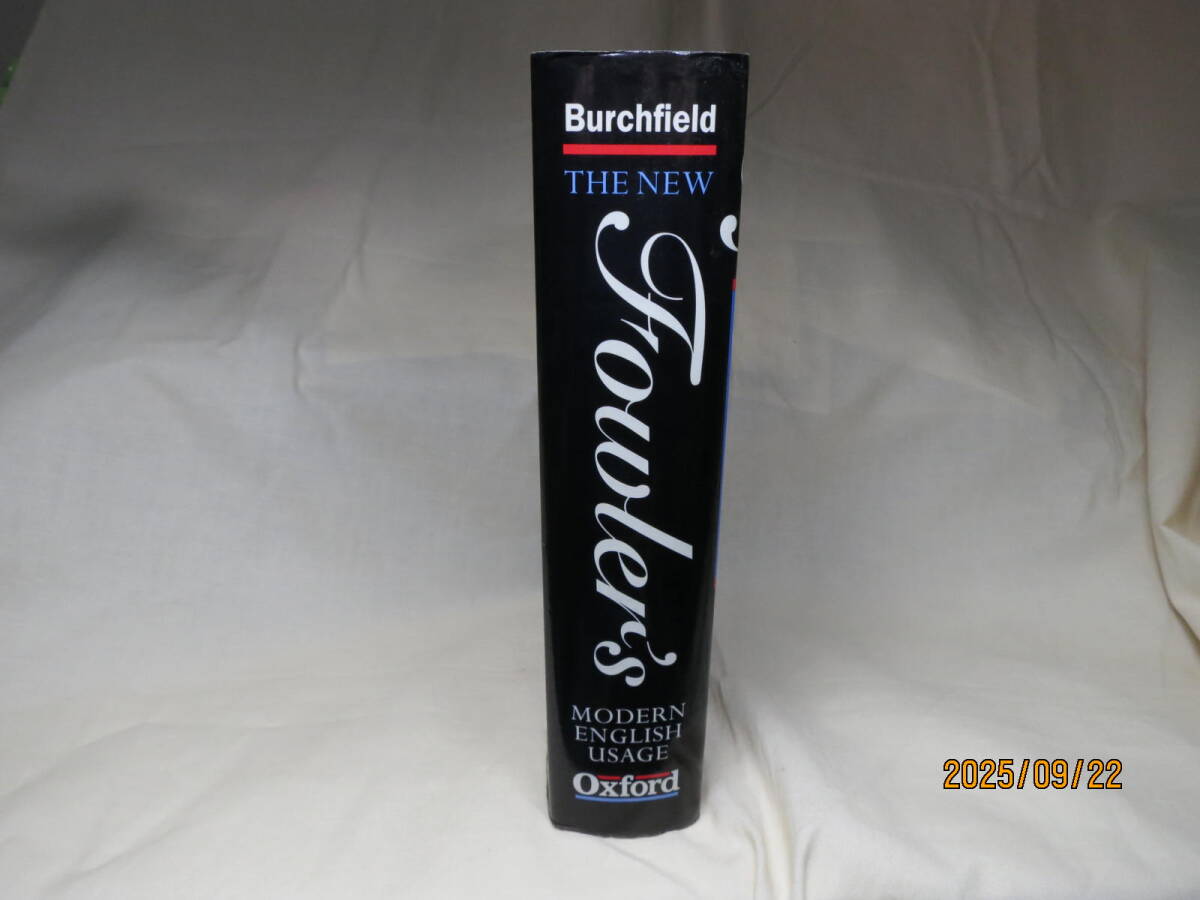 Burchfield
THE NEW
Fowler's
MODERN
ENGLISH
USAGE
Oxford
2025/09/22